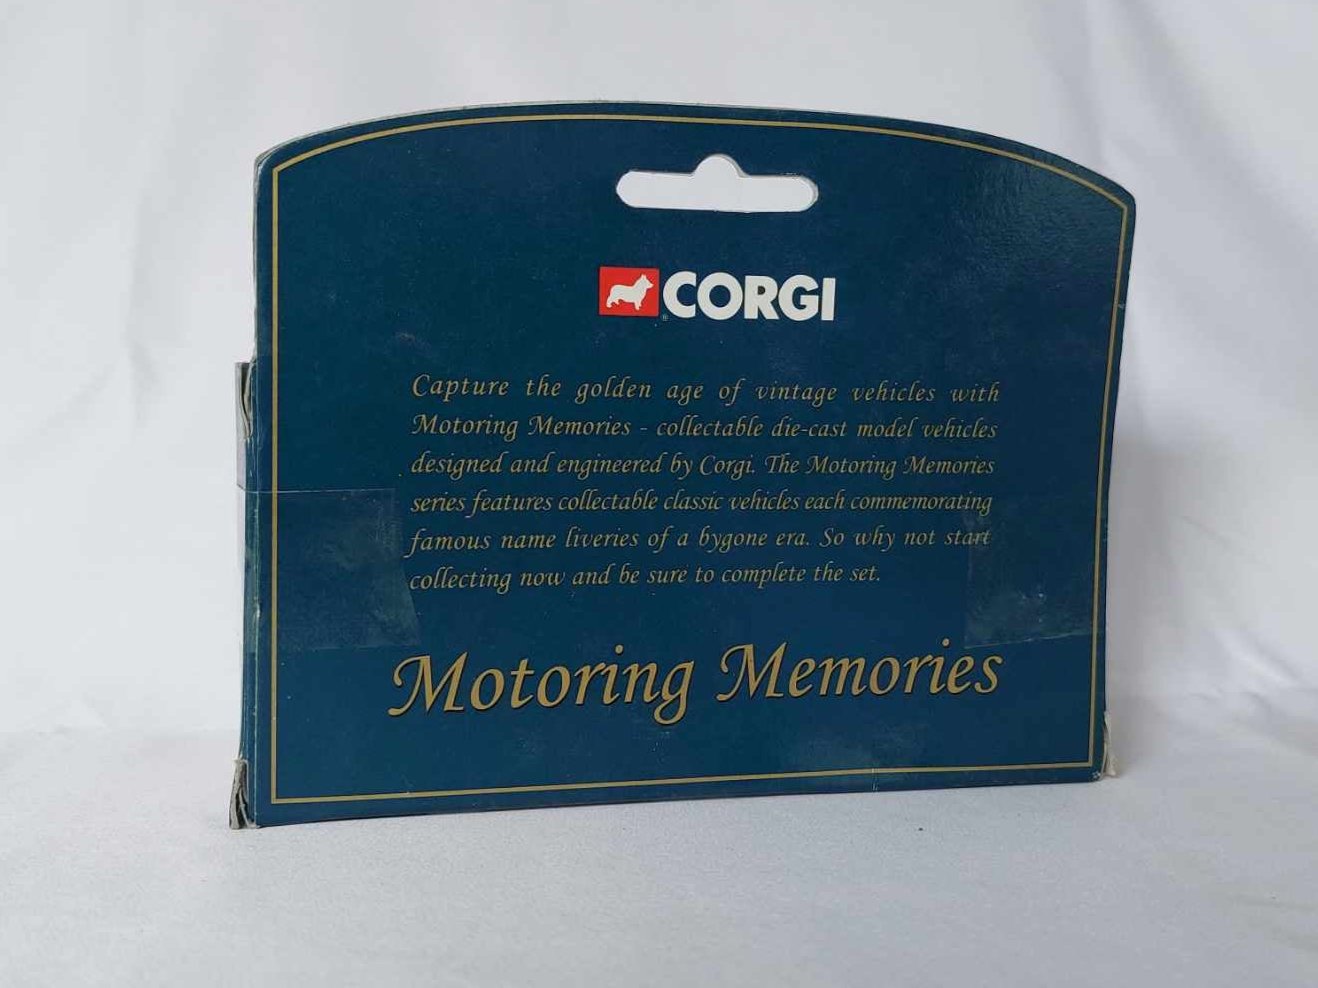 CORGI
Capture the golden age of vintage vehicles with
Motoring Memories - collectable die-cast model vehicles
designed and engineered by Corgi. The Motoring Memories
series features collectable classic vehicles each commemorating
famous name liveries of a bygone era. So why not start
collecting now and be sure to complete the set.
Motoring Memories